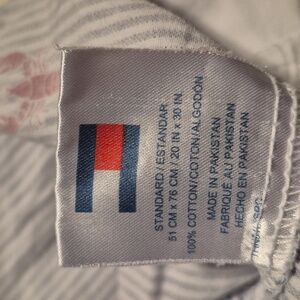 STANDARD / ESTANDAR
51 CM x 76 CM / 20 IN x 30 IN.
100% COTTON/COTON/ALGODÓN
MADE IN PAKISTAN
FABRIQUÉ AU PAKISTAN
HECHO EN PAKISTAN